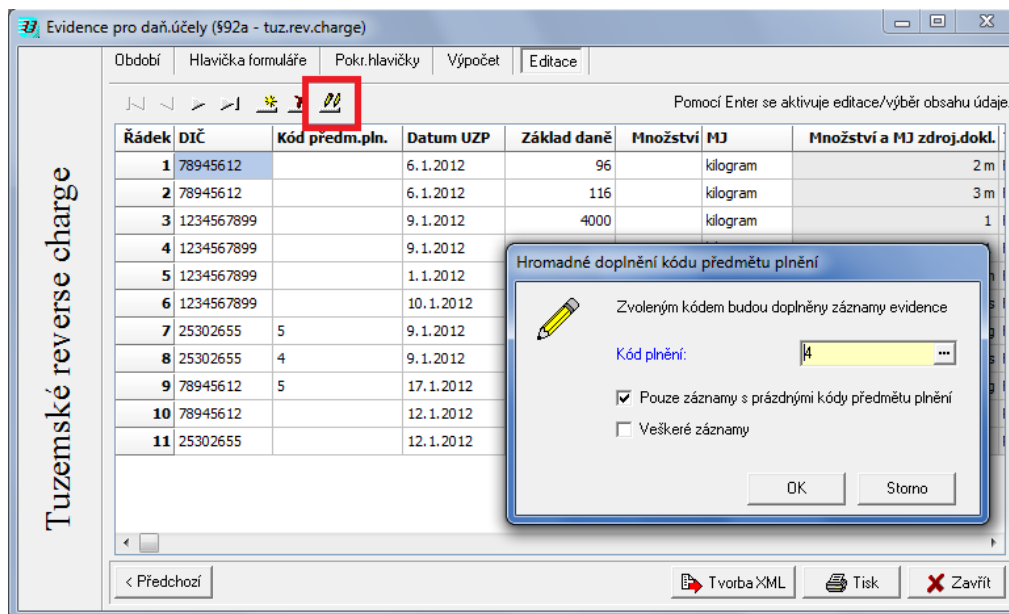 Evidence pro daň.účely (§92a - tuz.rev.charge)
Období Hlavička formuláře Pokr.hlavičky Výpočet Editace
Pomocí Enter se aktivuje editace/výběr obsahu údaje.
Tuzemské reverse charge
Řádek DIČ Kód předm.pln. Datum UZP Základ daně Množství MJ Množství a MJ zdroj.dokl.
1 78945612 6.1.2012 96 kilogram 2 m
2 78945612 6.1.2012 116 kilogram 3 m
3 1234567899 9.1.2012 4000 kilogram 1
4 1234567899 9.1.2012
5 1234567899 1.1.2012
6 1234567899 10.1.2012
7 25302655 5 9.1.2012
8 25302655 4 9.1.2012
9 78945612 5 17.1.2012
10 78945612 12.1.2012
11 25302655 12.1.2012
Hromadné doplnění kódu předmětu plnění
Zvoleným kódem budou doplněny záznamy evidence
Kód plnění: 4 ...
Pouze záznamy s prázdnými kódy předmětu plnění
Veškeré záznamy
OK Storno
< Předchozí Tvorba XML Tisk Zavřít